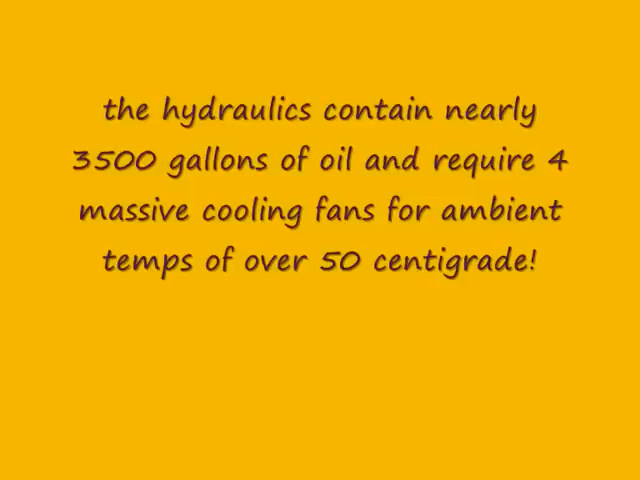 the hydraulics contain nearly
3500 gallons of oil and require 4
massive cooling fans for ambient
temps of over 50 centigrade!